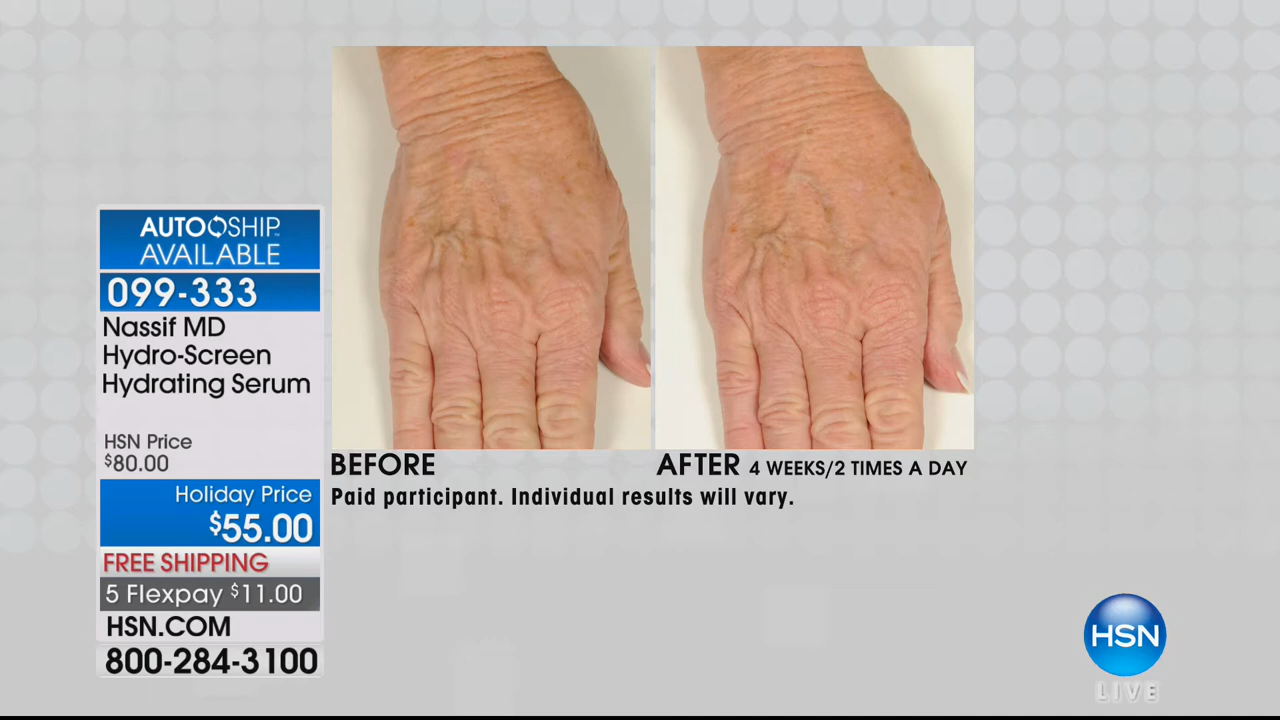 AUTOSHIP™
AVAILABLE
099-333
Nassif MD
Hydro-Screen
Hydrating Serum
HSN Price
$80.00
Holiday Price
$55.00
FREE SHIPPING
5 Flexpay $11.00
HSN.COM
800-284-3100
BEFORE
AFTER 4 WEEKS/2 TIMES A DAY
Paid participant. Individual results will vary.
HSN
LIVE